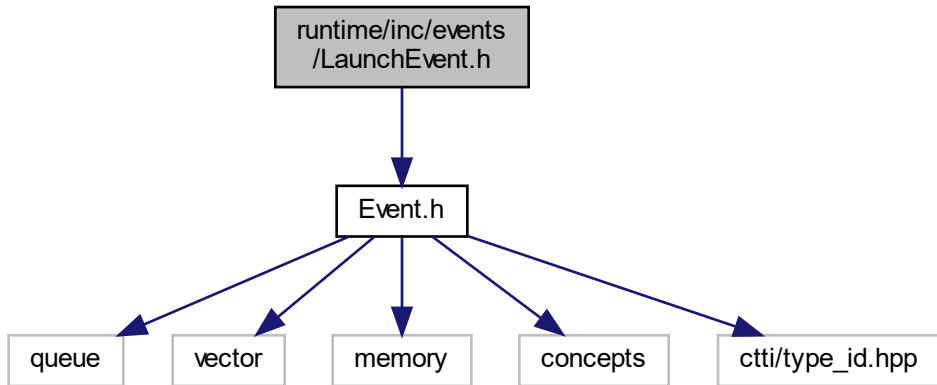 runtime/inc/events
/LaunchEvent.h
Event.h
queue
vector
memory
concepts
ctti/type_id.hpp